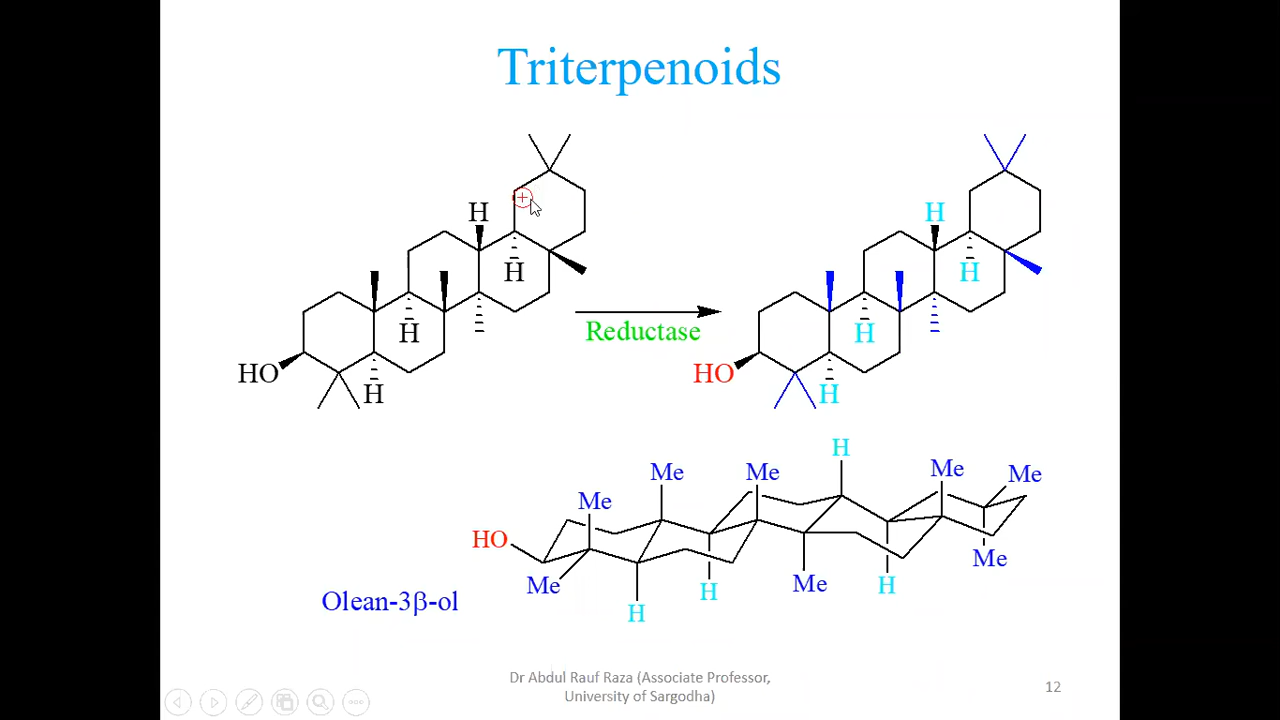 Triterpenoids
H
H
H
HO
H
Reductase
H
H
H
HO
H
H
Me
Me
Me
Me
Me
HO
Me
Me
Me
H
H
H
Olean-3β-ol
Dr Abdul Rauf Raza (Associate Professor,
University of Sargodha)
12